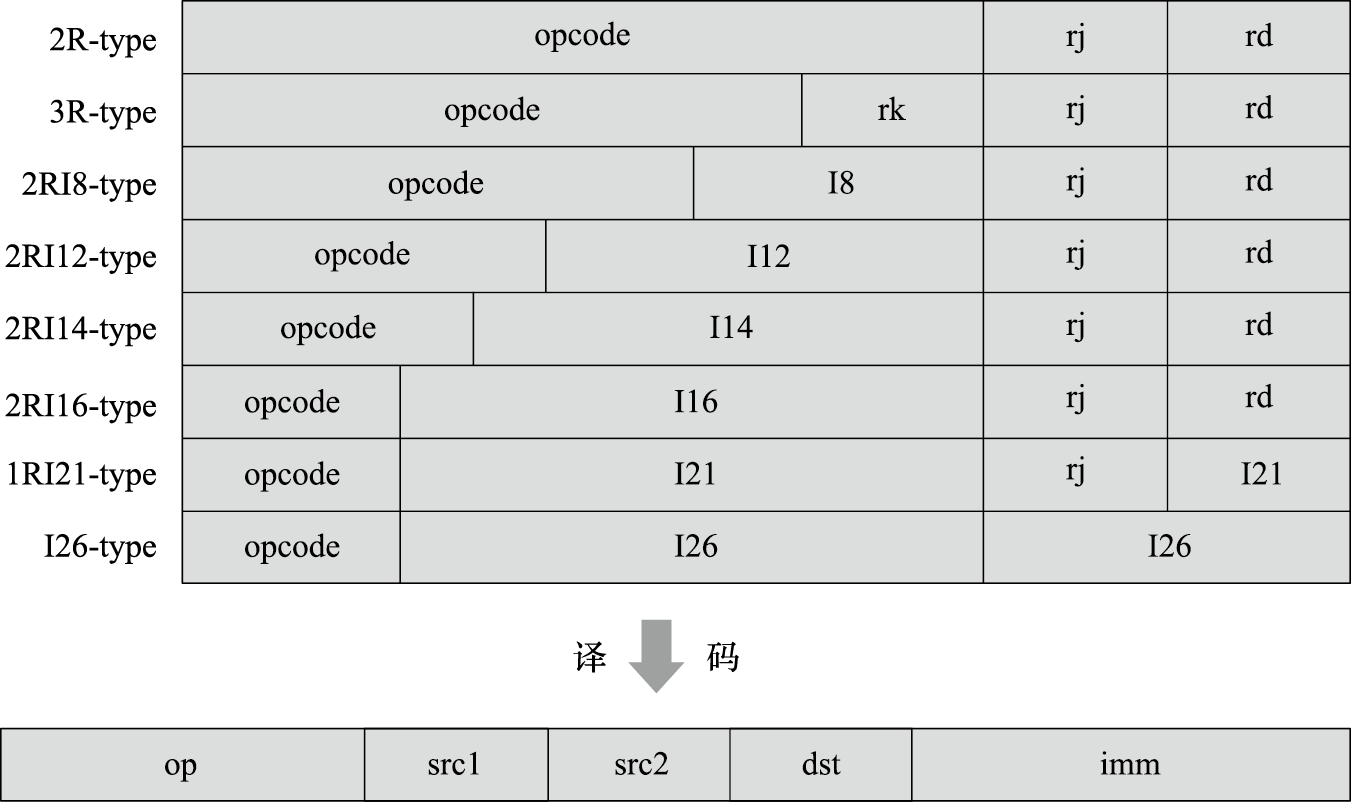 2R-type opcode rj rd
3R-type opcode rk rj rd
2RI8-type opcode I8 rj rd
2RI12-type opcode I12 rj rd
2RI14-type opcode I14 rj rd
2RI16-type opcode I16 rj rd
1RI21-type opcode I21 rj I21
I26-type opcode I26 I26
译 码
op src1 src2 dst imm